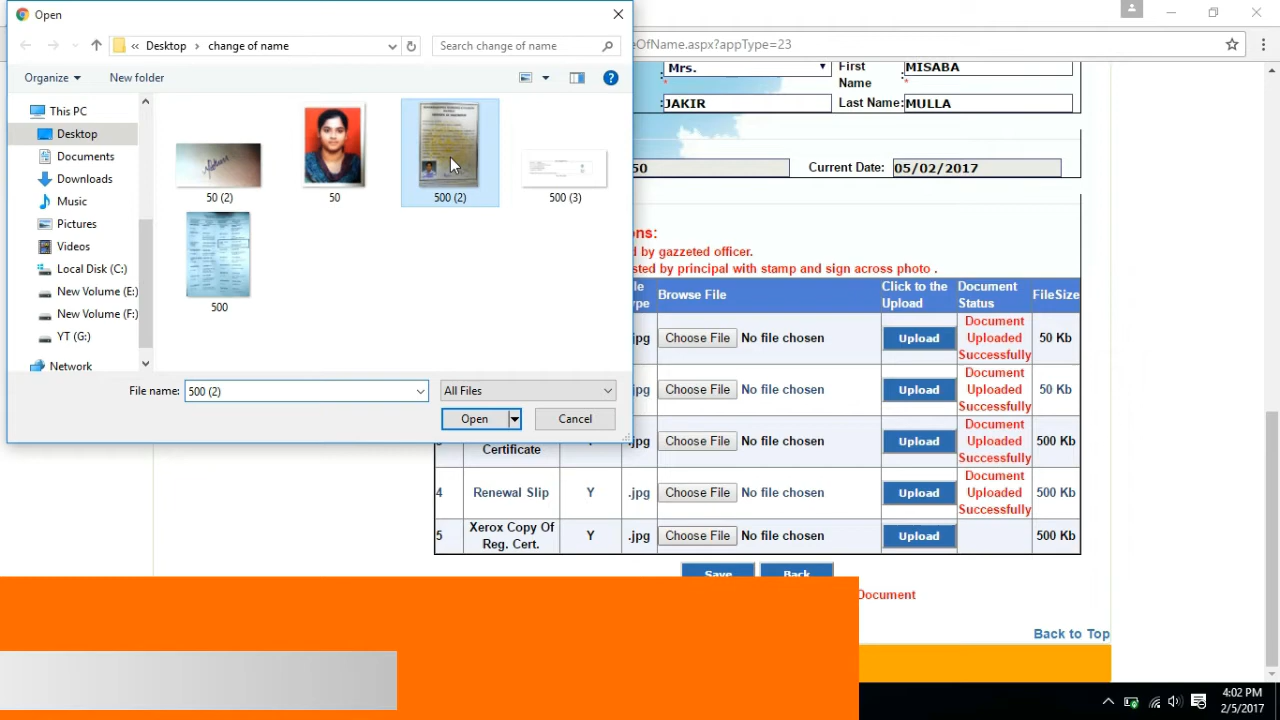 Open
« Desktop › change of name
Search change of name
Organize
New folder
This PC
Desktop
Documents
Downloads
Music
Pictures
Videos
Local Disk (C:)
New Volume (E:)
New Volume (F:)
YT (G:)
Network
50 (2)
50
500 (2)
500 (3)
500
File name: 500 (2)
All Files
Open
Cancel
eOfName.aspx?appType=23
Mrs.
First Name :
*
MISABA
:JAKIR
Last Name: MULLA
50
Current Date: 05/02/2017
ons:
d by gazzeted officer.
sted by principal with stamp and sign across photo .
Browse File
Click to the Upload
Document Status
FileSize
Choose File No file chosen Upload Document Uploaded Successfully 50 Kb
.jpg Choose File No file chosen Upload Document Uploaded Successfully 50 Kb
Certificate .jpg Choose File No file chosen Upload Document Uploaded Successfully 500 Kb
4 Renewal Slip Y .jpg Choose File No file chosen Upload Document Uploaded Successfully 500 Kb
5 Xerox Copy Of Reg. Cert. Y .jpg Choose File No file chosen Upload 500 Kb
Save Back
Document
Back to Top
4:02 PM
2/5/2017